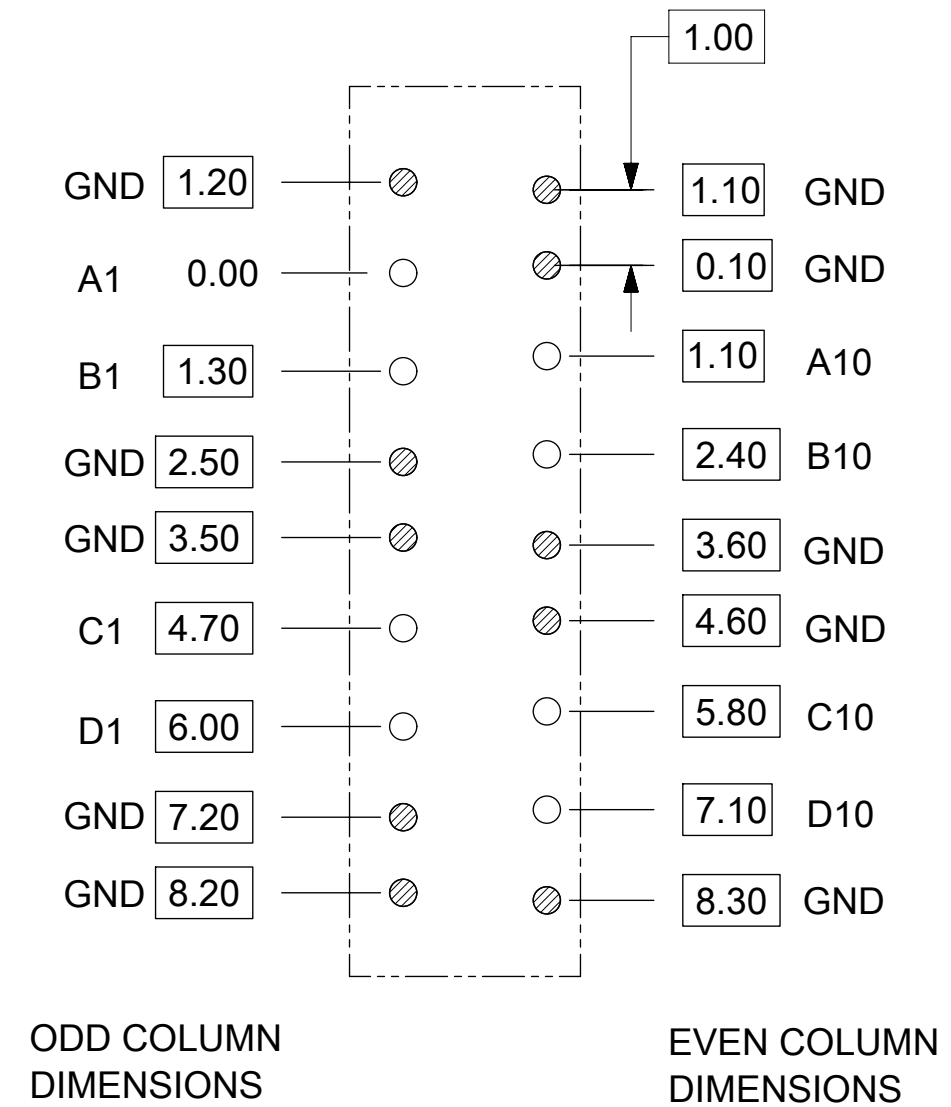 1.00
GND 1.20
1.10 GND
A1 0.00
0.10 GND
B1 1.30
1.10 A10
GND 2.50
2.40 B10
GND 3.50
3.60 GND
C1 4.70
4.60 GND
D1 6.00
5.80 C10
GND 7.20
7.10 D10
GND 8.20
8.30 GND
ODD COLUMN
DIMENSIONS
EVEN COLUMN
DIMENSIONS